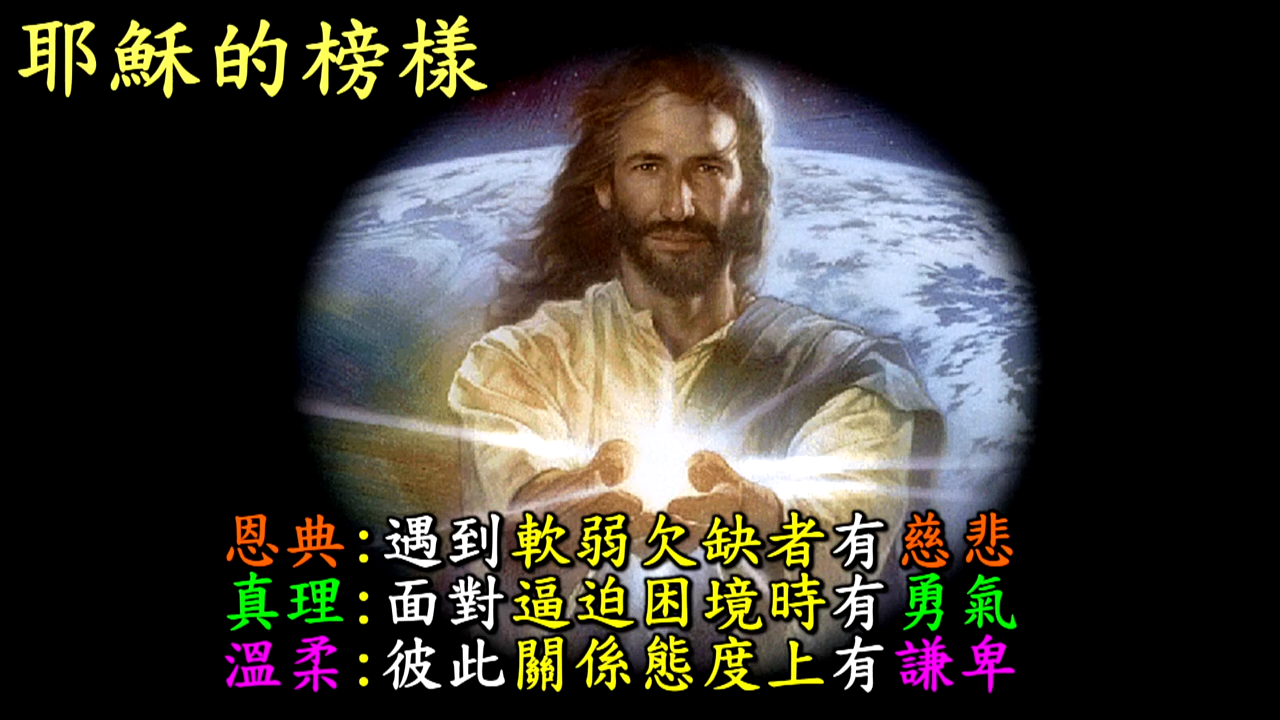 耶穌的榜樣
恩典:遇到軟弱欠缺者有慈悲
真理:面對逼迫困境時有勇氣
溫柔:彼此關係態度上有謙卑